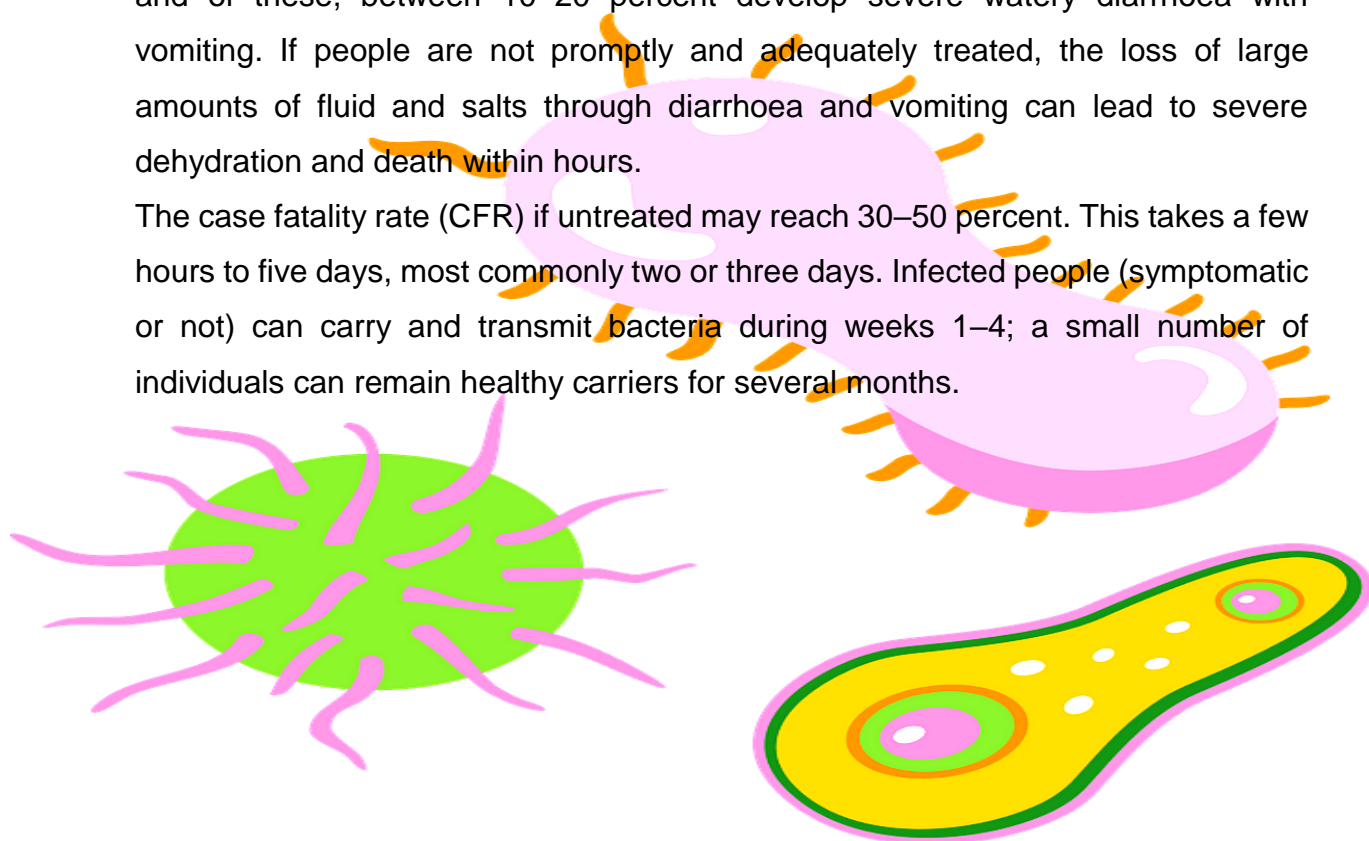 and of these, between 10–20 percent develop severe watery diarrhoea with
vomiting. If people are not promptly and adequately treated, the loss of large
amounts of fluid and salts through diarrhoea and vomiting can lead to severe
dehydration and death within hours.
The case fatality rate (CFR) if untreated may reach 30–50 percent. This takes a few
hours to five days, most commonly two or three days. Infected people (symptomatic
or not) can carry and transmit bacteria during weeks 1–4; a small number of
individuals can remain healthy carriers for several months.